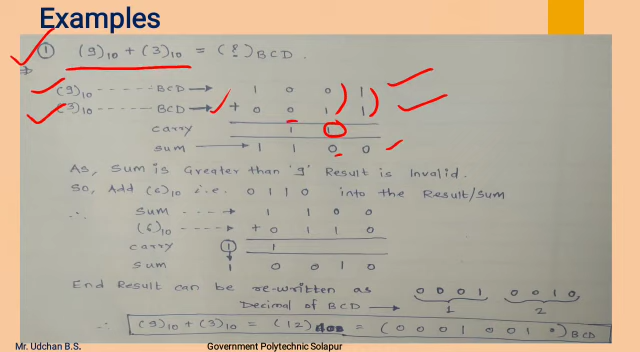 Examples
① (9)10 + (3)10 = (?)BCD.
⇒
(9)10 ----- BCD → 1 0 0 1
(3)10 ----- BCD → + 0 0 1 1
carry 1 1
sum → 1 1 0 0
As, Sum is Greater than '9' Result is Invalid.
So, Add (6)10 i.e. 0 1 1 0 into the Result/Sum
∴ Sum ----→ 1 1 0 0
(6)10 ----→ + 0 1 1 0
carry ① 1
Sum 1 0 0 1 0
End Result can be re-written as 0 0 0 1 0 0 1 0
Decimal of BCD → 1 2
∴ (9)10 + (3)10 = (12) = (0 0 0 1 0 0 1 0)BCD
Mr. Udchan B.S. Government Polytechnic Solapur